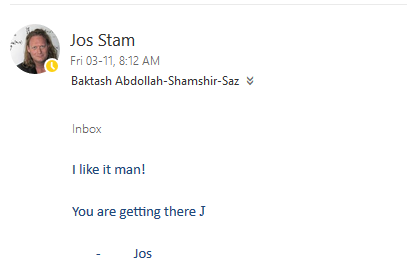 Jos Stam
Fri 03-11, 8:12 AM
Baktash Abdollah-Shamshir-Saz
Inbox
I like it man!
You are getting there J
- Jos